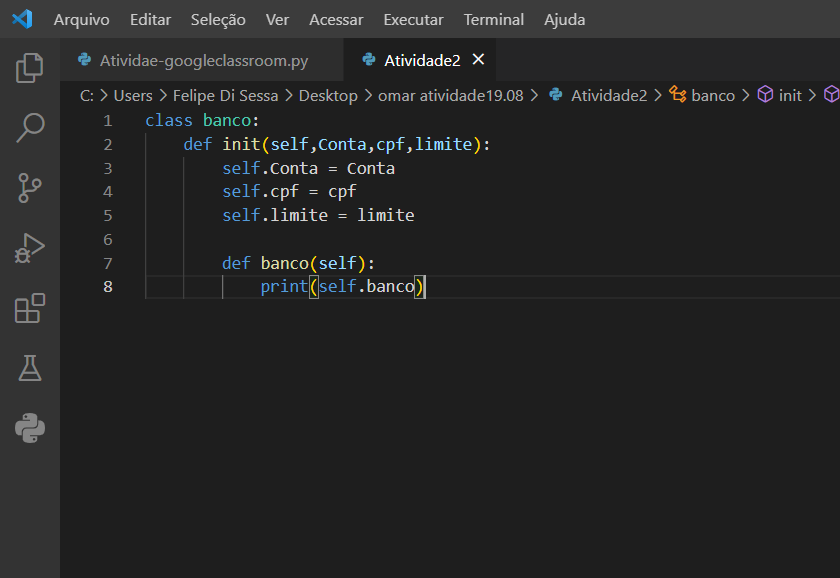 Arquivo Editar Seleção Ver Acessar Executar Terminal Ajuda
Atividae-googleclassroom.py Atividade2
C: > Users > Felipe Di Sessa > Desktop > omar atividade19.08 > Atividade2 > banco > init >
1 class banco:
2     def init(self,Conta,cpf,limite):
3         self.Conta = Conta
4         self.cpf = cpf
5         self.limite = limite
6
7         def banco(self):
8             print(self.banco)